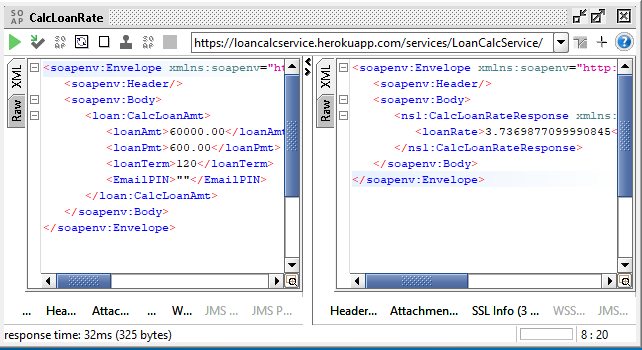 SO AP CalcLoanRate
SO AP https://loancalcservice.herokuapp.com/services/LoanCalcService/
XML
Raw
<soapenv:Envelope xmlns:soapenv="ht
<soapenv:Header/>
<soapenv:Body>
<loan:CalcLoanAmt>
<loanAmt>60000.00</loanAmt
<loanPmt>600.00</loanPmt>
<loanTerm>120</loanTerm>
<EmailPIN>""</EmailPIN>
</loan:CalcLoanAmt>
</soapenv:Body>
</soapenv:Envelope>
... Hea... Attac... ... W... JMS ... JMS P...
XML
Raw
<soapenv:Envelope xmlns:soapenv="http:
<soapenv:Header/>
<soapenv:Body>
<ns1:CalcLoanRateResponse xmlns:
<loanRate>3.7369877099990845<
</ns1:CalcLoanRateResponse>
</soapenv:Body>
</soapenv:Envelope>
Header... Attachmen... SSL Info (3 ... WSS... JMS...
response time: 32ms (325 bytes)
8 : 20